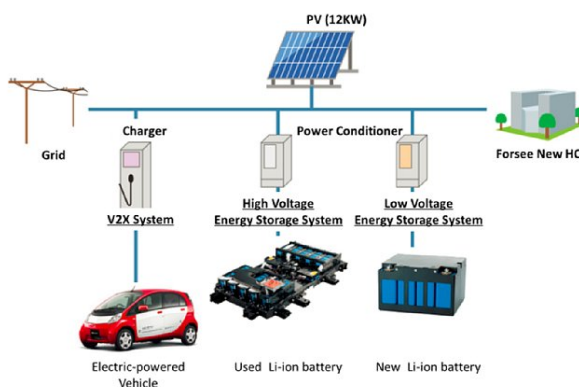 PV (12KW)
Grid
Charger
Power Conditioner
Forsee New HQ
V2X System
High Voltage
Energy Storage System
Low Voltage
Energy Storage System
Electric-powered
Vehicle
Used Li-ion battery
New Li-ion battery